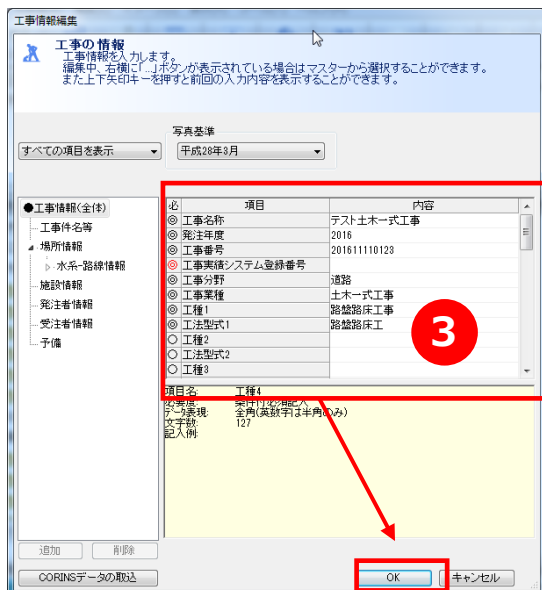 工事情報編集
工事の情報
工事情報を入力します。
編集中、右横に「...」ボタンが表示されている場合はマスターから選択することができます。
また上下矢印キーを押すと前回の入力内容を表示することができます。
写真基準
すべての項目を表示
平成28年3月
●工事情報(全体)
工事件名等
場所情報
水系-路線情報
施設情報
発注者情報
受注者情報
予備
必 項目 内容
◎ 工事名称 テスト土木一式工事
◎ 発注年度 2016
◎ 工事番号 201611110123
◎ 工事実績システム登録番号
◎ 工事分野 道路
◎ 工事業種 土木一式工事
◎ 工種1 路盤路床工事
◎ 工法型式1 路盤路床工
○ 工種2
○ 工法型式2
○ 工種3
3
項目名: 工種4
必要度: 条件付必須記入
データ表現: 全角(英数字は半角のみ)
文字数: 127
記入例:
追加 削除
CORINSデータの取込
OK キャンセル